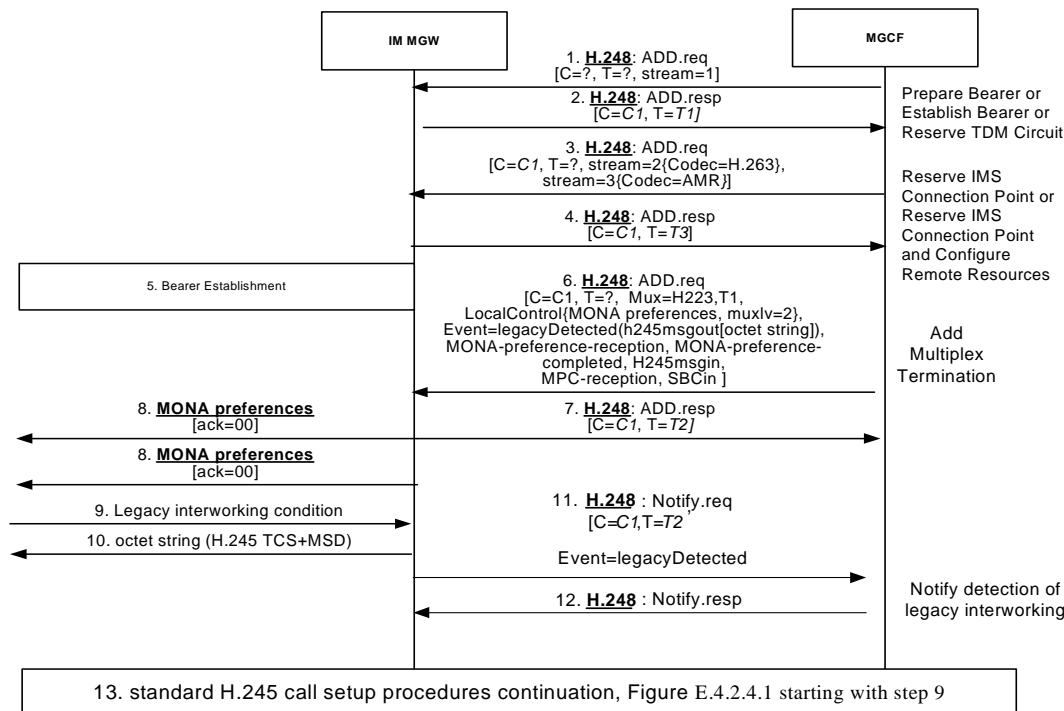 IM MGW
MGCF
1. H.248: ADD.req
[C=?, T=?, stream=1]
2. H.248: ADD.resp
[C=C1, T=T1]
Prepare Bearer or
Establish Bearer or
Reserve TDM Circuit
3. H.248: ADD.req
[C=C1, T=?, stream=2{Codec=H.263},
stream=3{Codec=AMR}]
4. H.248: ADD.resp
[C=C1, T=T3]
Reserve IMS
Connection Point or
Reserve IMS
Connection Point
and Configure
Remote Resources
5. Bearer Establishment
6. H.248: ADD.req
[C=C1, T=?, Mux=H223,T1,
LocalControl{MONA preferences, muxlv=2},
Event=legacyDetected(h245msgout[octet string]),
MONA-preference-reception, MONA-preference-
completed, H245msgin,
MPC-reception, SBCin ]
Add
Multiplex
Termination
8. MONA preferences
[ack=00]
7. H.248: ADD.resp
[C=C1, T=T2]
8. MONA preferences
[ack=00]
9. Legacy interworking condition
10. octet string (H.245 TCS+MSD)
11. H.248 : Notify.req
[C=C1,T=T2 ,
Event=legacyDetected
12. H.248 : Notify.resp
Notify detection of
legacy interworking
13. standard H.245 call setup procedures continuation, Figure E.4.2.4.1 starting with step 9